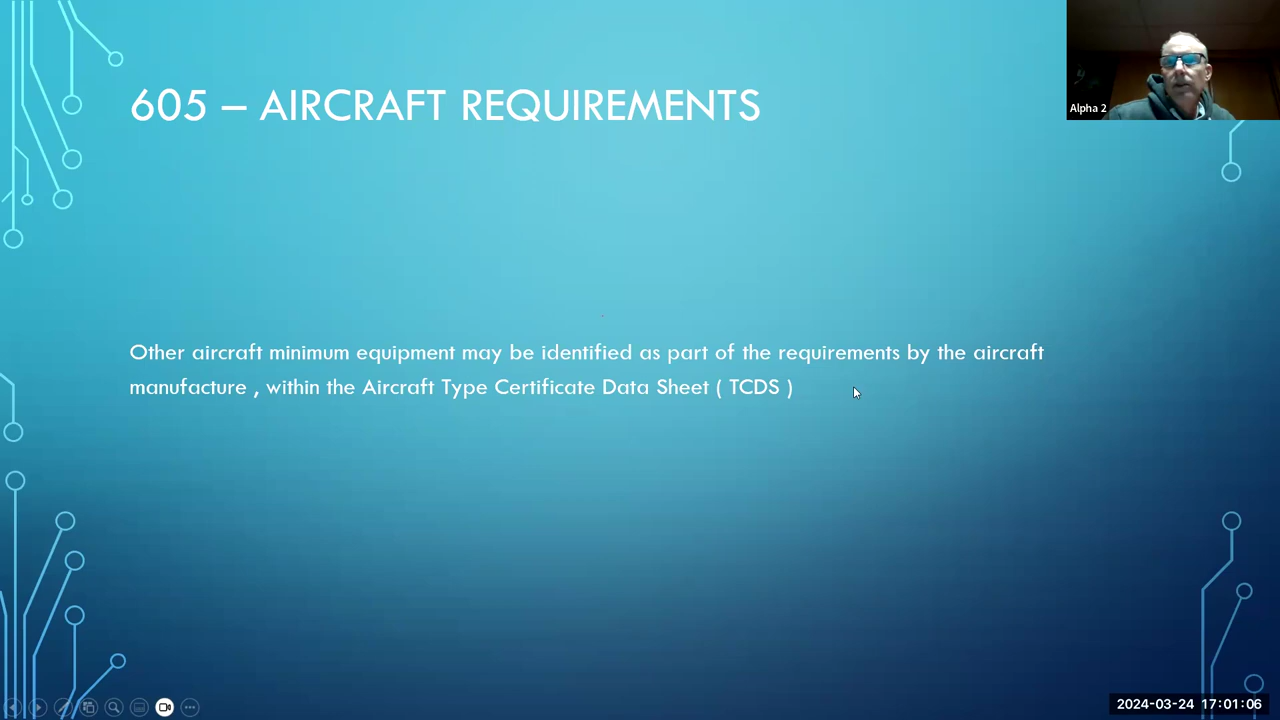 605 – AIRCRAFT REQUIREMENTS
Alpha 2
Other aircraft minimum equipment may be identified as part of the requirements by the aircraft
manufacture , within the Aircraft Type Certificate Data Sheet ( TCDS )
2024-03-24 17:01:06